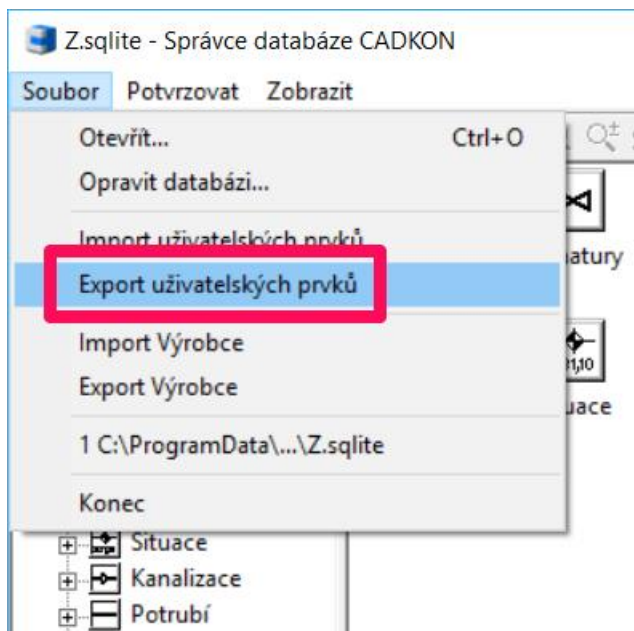 Z.sqlite - Správce databáze CADKON
Soubor Potvrzovat Zobrazit
Otevřít... Ctrl+O
Opravit databázi...
Import uživatelských prvků
Export uživatelských prvků
Import Výrobce
Export Výrobce
1 C:\ProgramData\...\Z.sqlite
Konec
Situace
Kanalizace
Potrubí